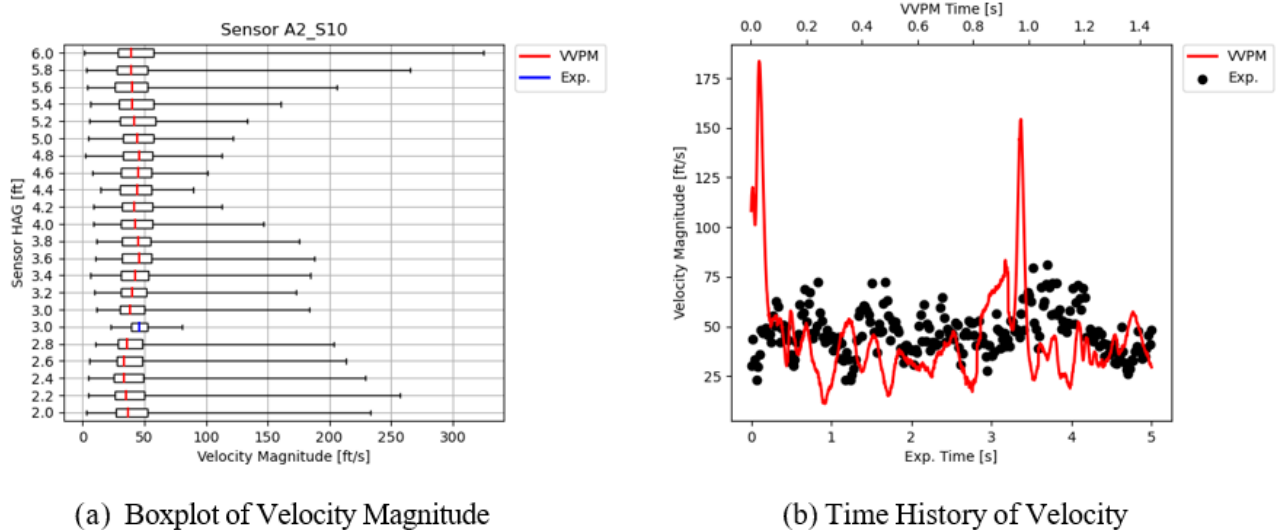 Sensor A2_S10
6.0
5.8
5.6
5.4
5.2
5.0
4.8
4.6
4.4
4.2
4.0
3.8
3.6
3.4
3.2
3.0
3.0
2.8
2.6
2.4
2.2
2.0
Sensor HAG [ft]
0 50 100 150 200 250 300
Velocity Magnitude [ft/s]
VVPM
Exp.
(a) Boxplot of Velocity Magnitude
VVPM Time [s]
0.0 0.2 0.4 0.6 0.8 1.0 1.2 1.4
175
150
125
100
75
50
25
Velocity Magnitude [ft/s]
0 1 2 3 4 5
Exp. Time [s]
VVPM
Exp.
(b) Time History of Velocity